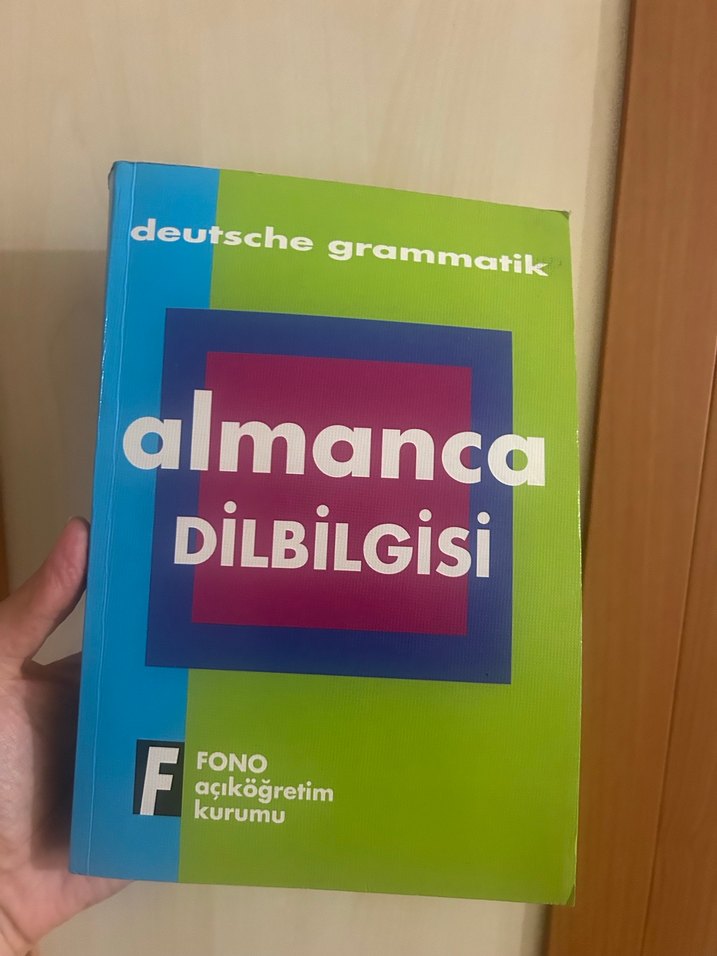 deutsche grammatik
almanca
DİLBİLGİSİ
F
FONO
açıköğretim
kurumu